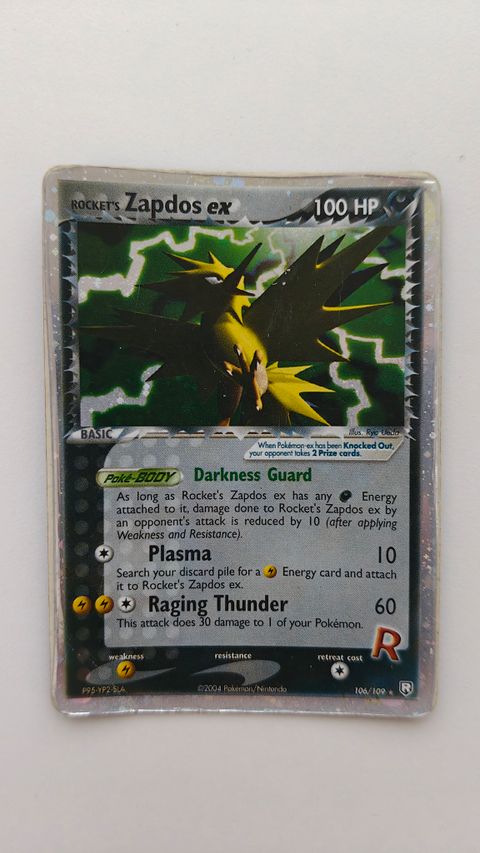 ROCKET'S Zapdos ex 100 HP
BASIC Illus. Ryo Ueda
When Pokémon-ex has been Knocked Out,
your opponent takes 2 Prize cards.
Poké-BODY Darkness Guard
As long as Rocket's Zapdos ex has any Energy
attached to it, damage done to Rocket's Zapdos ex by
an opponent's attack is reduced by 10 (after applying
Weakness and Resistance).
Plasma 10
Search your discard pile for a Energy card and attach
it to Rocket's Zapdos ex.
Raging Thunder 60
This attack does 30 damage to 1 of your Pokémon.
R
weakness resistance retreat cost
©2004 Pokémon/Nintendo 106/109 ★ R